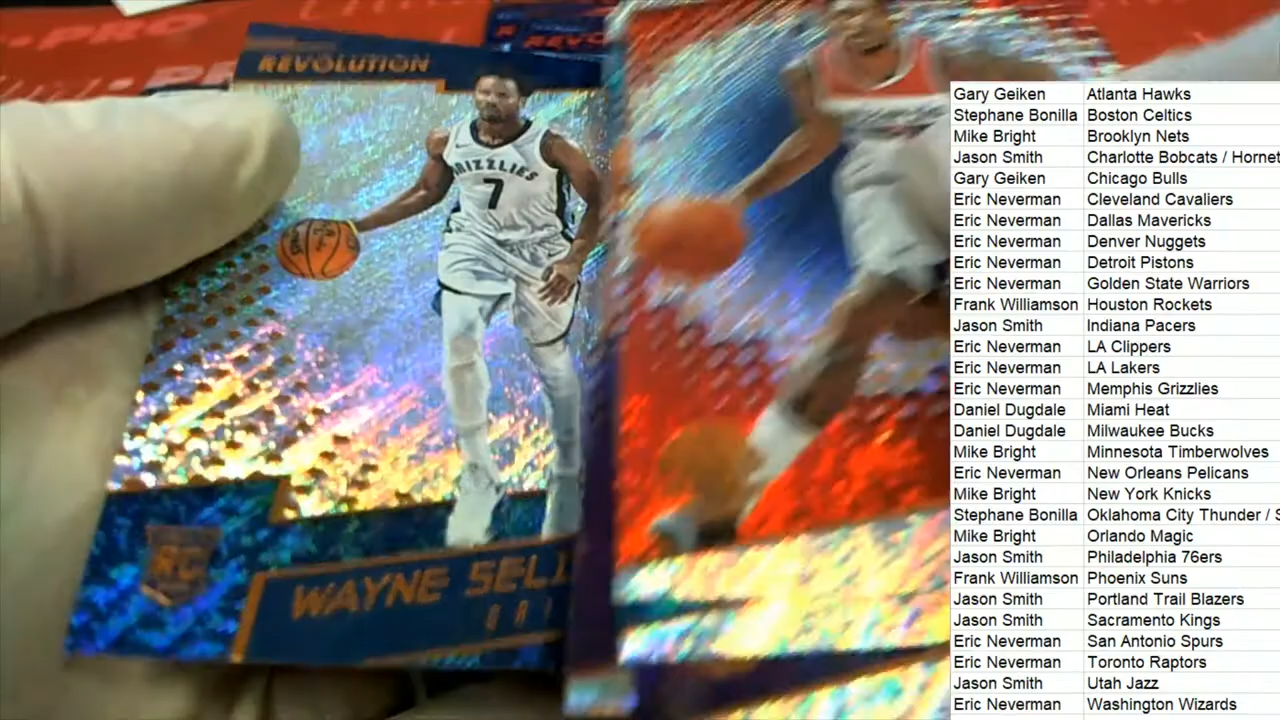 REVOLUTION
GRIZZLIES
7
RC
WAYNE SEL
Gary Geiken Atlanta Hawks
Stephane Bonilla Boston Celtics
Mike Bright Brooklyn Nets
Jason Smith Charlotte Bobcats / Hornet
Gary Geiken Chicago Bulls
Eric Neverman Cleveland Cavaliers
Eric Neverman Dallas Mavericks
Eric Neverman Denver Nuggets
Eric Neverman Detroit Pistons
Eric Neverman Golden State Warriors
Frank Williamson Houston Rockets
Jason Smith Indiana Pacers
Eric Neverman LA Clippers
Eric Neverman LA Lakers
Eric Neverman Memphis Grizzlies
Daniel Dugdale Miami Heat
Daniel Dugdale Milwaukee Bucks
Mike Bright Minnesota Timberwolves
Eric Neverman New Orleans Pelicans
Mike Bright New York Knicks
Stephane Bonilla Oklahoma City Thunder / S
Mike Bright Orlando Magic
Jason Smith Philadelphia 76ers
Frank Williamson Phoenix Suns
Jason Smith Portland Trail Blazers
Jason Smith Sacramento Kings
Eric Neverman San Antonio Spurs
Eric Neverman Toronto Raptors
Jason Smith Utah Jazz
Eric Neverman Washington Wizards